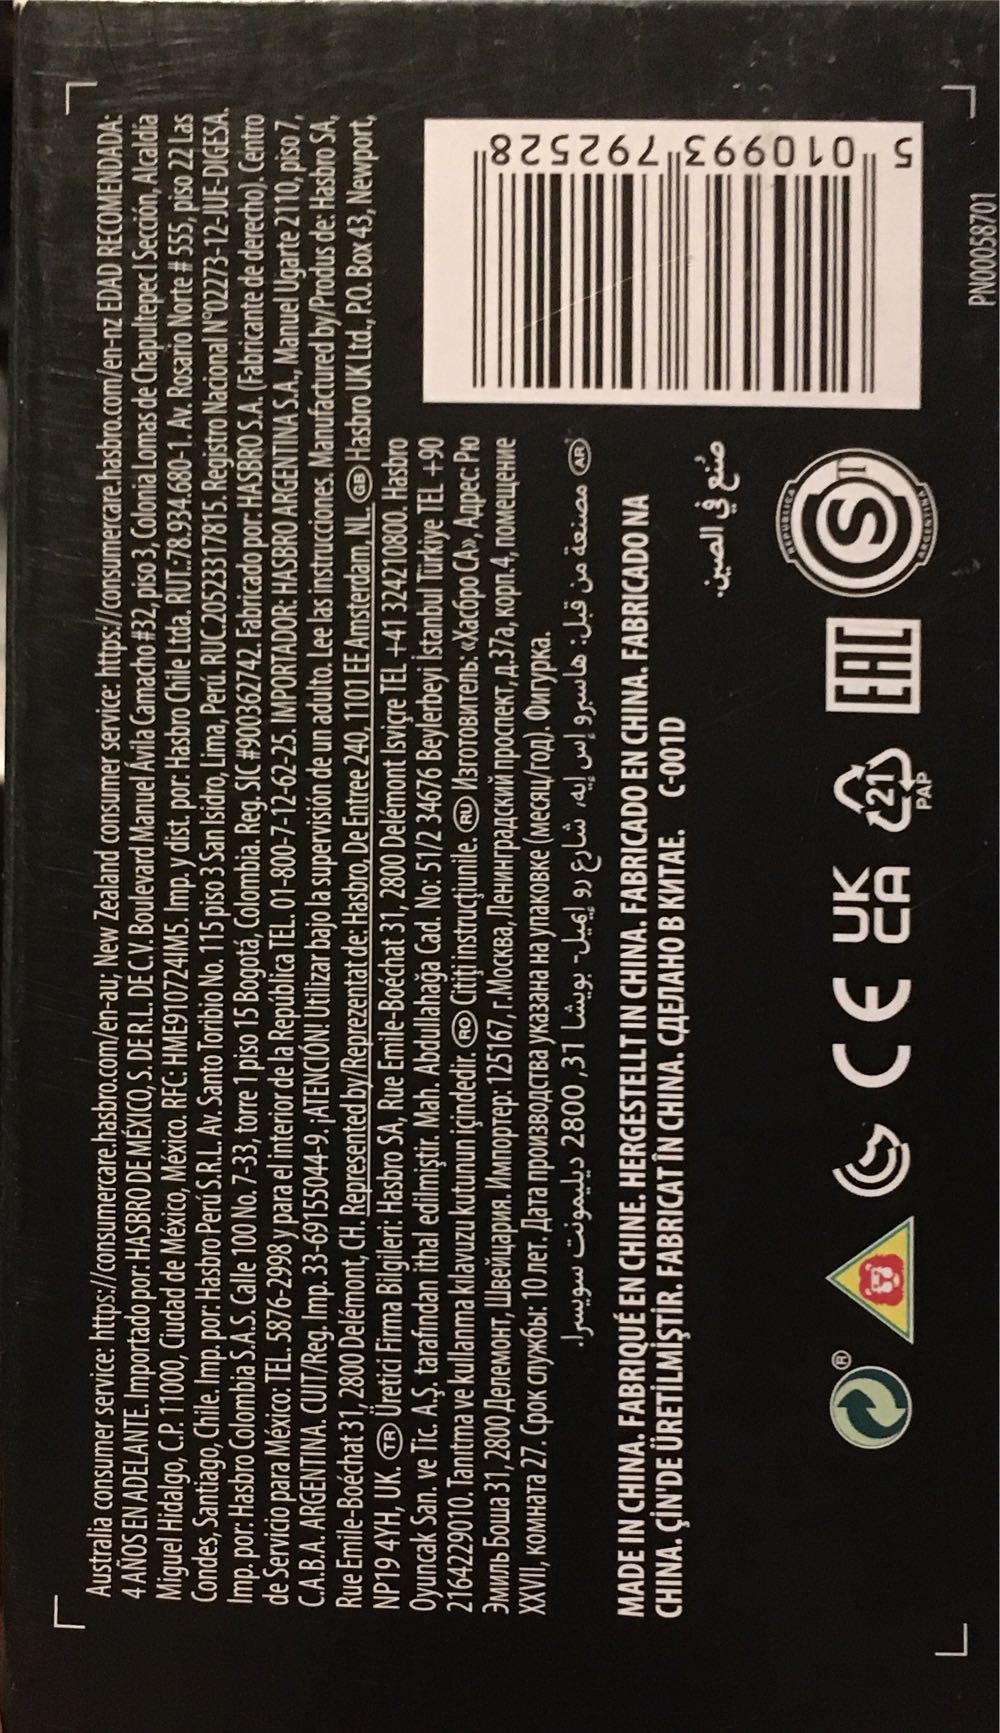 Australia consumer service: https://consumercare.hasbro.com/en-au; New Zealand consumer service: https://consumercare.hasbro.com/en-nz EDAD RECOMENDADA:
4 AÑOS EN ADELANTE. Importado por: HASBRO DE MÉXICO, S. DE R.L. DE C.V. Boulevard Manuel Ávila Camacho #32, piso 3, Colonia Lomas de Chapultepec I Sección, Alcaldía
Miguel Hidalgo, C.P. 11000, Ciudad de México, México. RFC: HME910724IM5. Imp. y dist. por: Hasbro Chile Ltda. RUT: 78.934.680-1. Av. Rosario Norte # 555, piso 22 Las
Condes, Santiago, Chile. Imp. por: Hasbro Perú S.R.L. Av. Santo Toribio No. 115 piso 3 San Isidro, Lima, Perú. RUC 20523317815. Registro Nacional N°02273-12-JUE-DIGESA.
Imp. por: Hasbro Colombia S.A.S. Calle 100 No. 7-33, torre 1 piso 15 Bogotá, Colombia. Reg. SIC #900362742. Fabricado por: HASBRO S.A. (Fabricante de derecho). Centro
de Servicio para México: TEL. 5876-2998 y para el interior de la República TEL. 01-800-7-12-62-25. IMPORTADOR: HASBRO ARGENTINA S.A., Manuel Ugarte 2110, piso 7,
C.A.B.A. ARGENTINA. CUIT/Reg. Imp. 33-69155044-9. ¡ATENCIÓN! Utilizar bajo la supervisión de un adulto. Lee las instrucciones. Manufactured by/Produs de: Hasbro SA,
Rue Emile-Boéchat 31, 2800 Delémont, CH. Represented by/Reprezentat de: Hasbro, De Entree 240, 1101 EE Amsterdam, NL. GB Hasbro UK Ltd., P.O. Box 43, Newport,
NP19 4YH, UK. TR Üretici Firma Bilgileri: Hasbro SA, Rue Emile-Boéchat 31, 2800 Delémont İsviçre TEL +41 324210800. Hasbro
Oyuncak San. ve Tic. A.Ş. tarafından ithal edilmiştir. Mah. Abdullahağa Cad. No: 51/2 34676 Beylerbeyi İstanbul Türkiye TEL +90
2164229010. Tanıtma ve kullanma kılavuzu kutunun içindedir. RO Citiți instrucțiunile. RU Изготовитель: «Хасбро СА», Адрес: Рю
Эмиль Боша 31, 2800 Делемонт, Швейцария. Импортер: 125167, г.Москва, Ленинградский проспект, д.37а, корп.4, помещение
XXVII, комната 27. Срок службы: 10 лет. Дата производства указана на упаковке (месяц/год). Фигурка.
AR مصنعة من قبل: هاسبرو إس إيه، شارع رو إيميل- بويشا 31, 2800 ديليمونت سويسرا.
MADE IN CHINA. FABRIQUÉ EN CHINE. HERGESTELLT IN CHINA. FABRICADO EN CHINA. FABRICADO NA
CHINA. ÇİN'DE ÜRETİLMİŞTİR. FABRICAT ÎN CHINA. СДЕЛАНО В КИТАЕ. C-001D
صُنع في الصين.
® CE UK CA 21 PAP EAC REPUBLICA S ARGENTINA
5 010993 792528
PN00058701